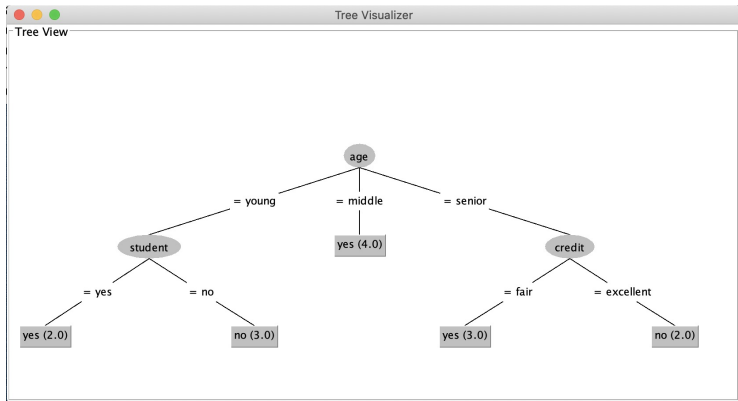 Tree Visualizer
Tree View
age
= young
= middle
= senior
student
yes (4.0)
credit
= yes
= no
= fair
= excellent
yes (2.0)
no (3.0)
yes (3.0)
no (2.0)